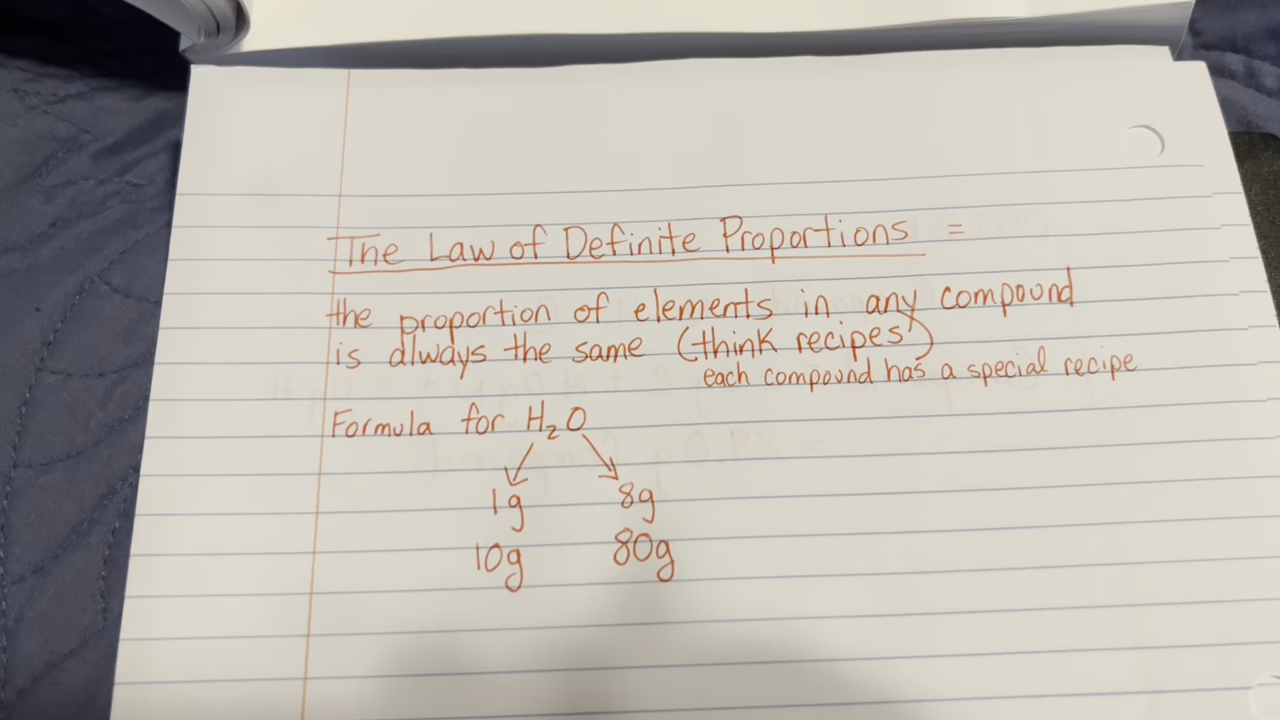 The Law of Definite Proportions =
the proportion of elements in any compound
is always the same (think recipes)
each compound has a special recipe
Formula for H₂O
1g 8g
10g 80g